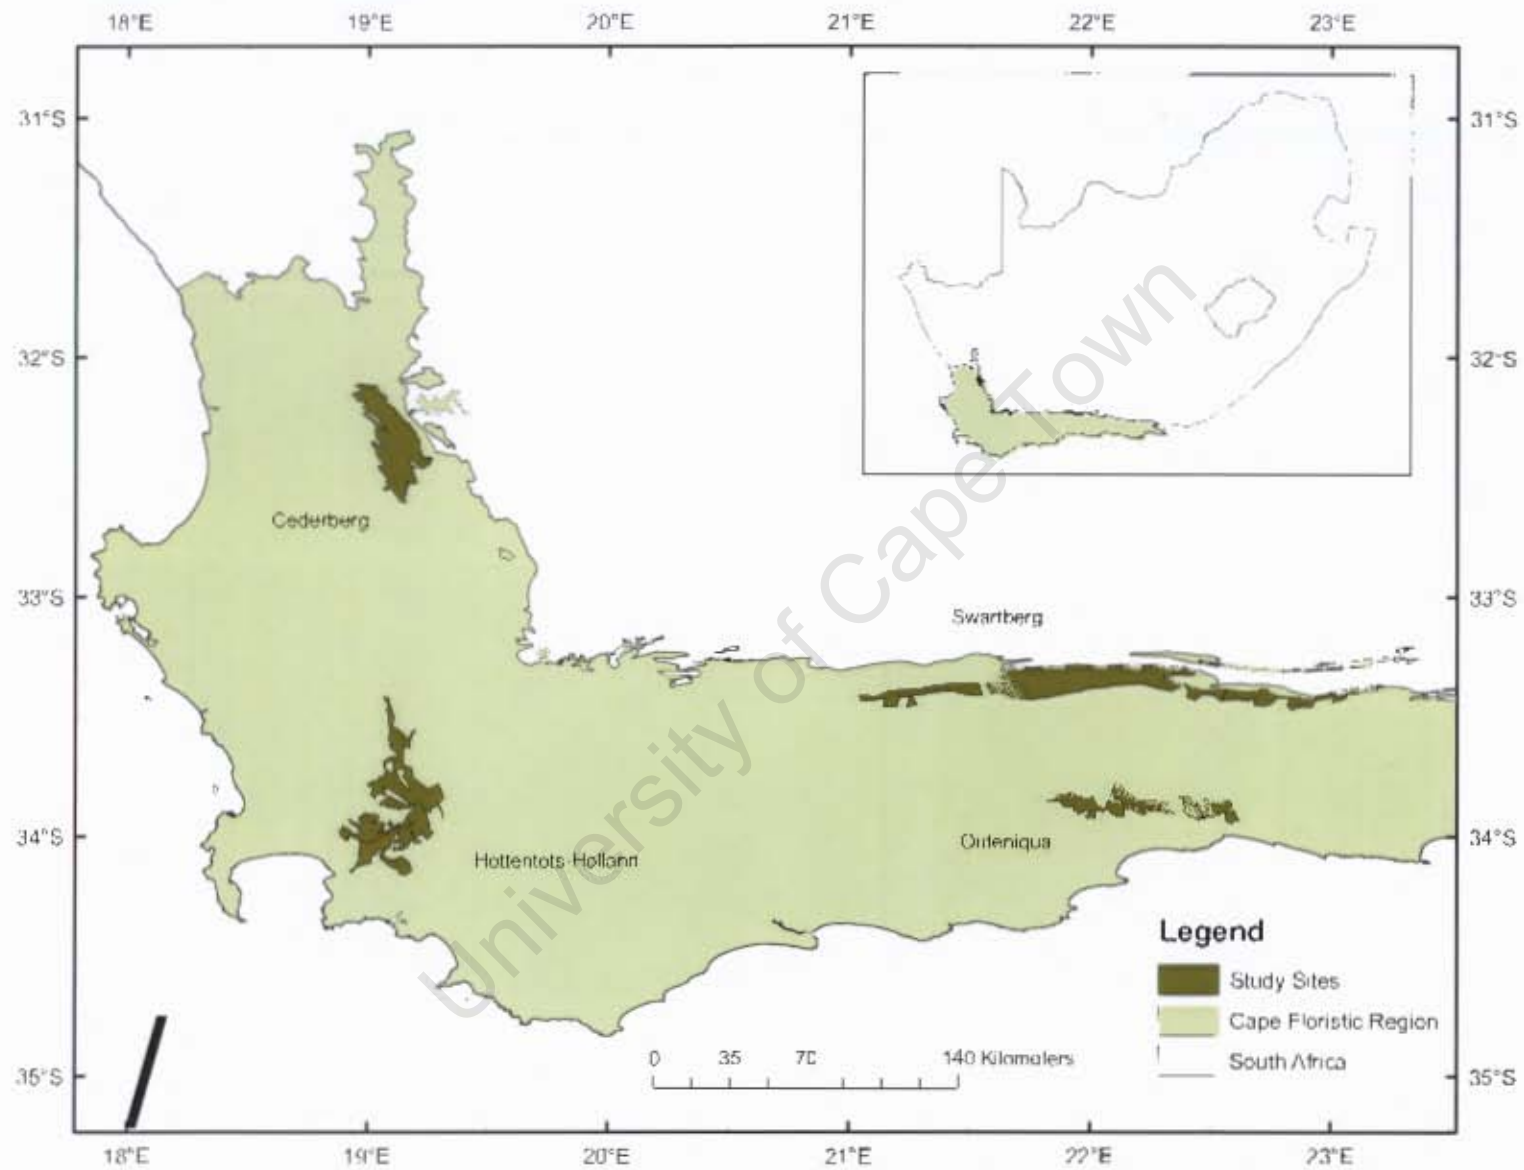 18°E 19°E 20°E 21°E 22°E 23°E
31°S 31°S
32°S 32°S
Cederberg
33°S 33°S
Swartberg
34°S 34°S
Hottentots-Holland
Outeniqua
University of Cape Town
Legend
Study Sites
Cape Floristic Region
South Africa
0 35 70 140 Kilometers
35°S 35°S
18°E 19°E 20°E 21°E 22°E 23°E